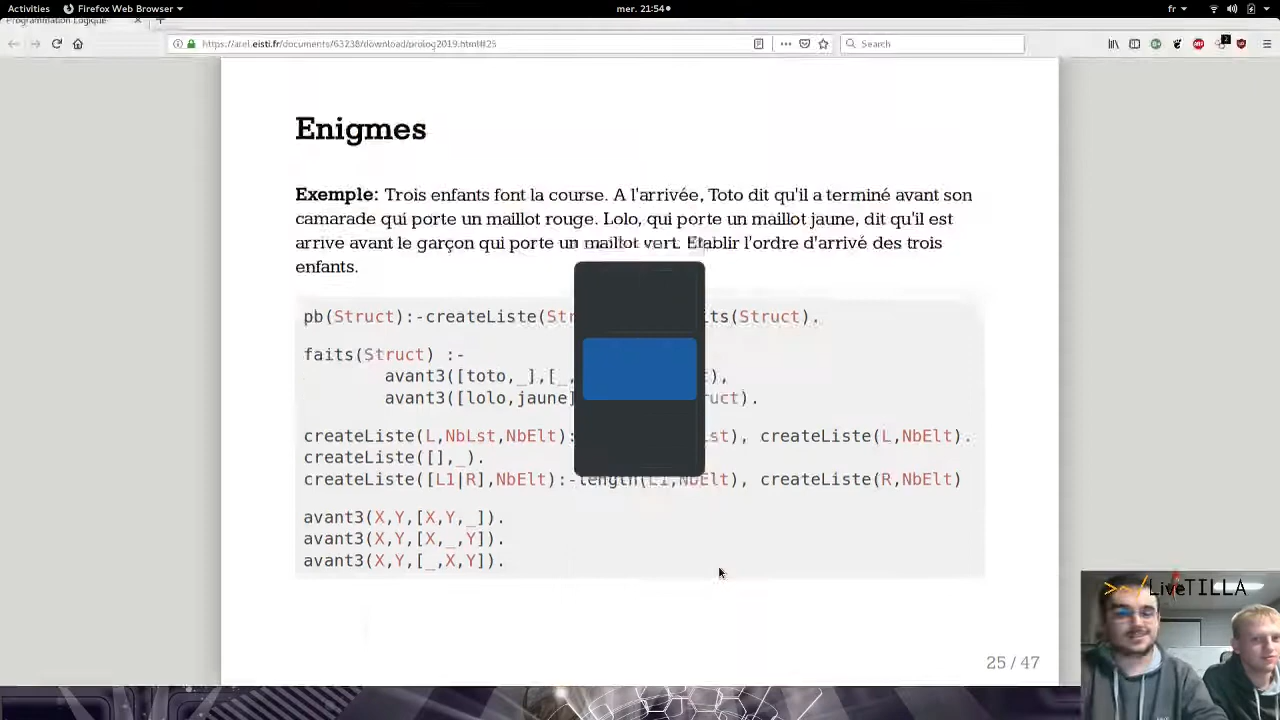 Activities Firefox Web Browser mer. 21:54 fr
Programmation Logique
https://arel.eisti.fr/documents/63238/download/prolog2019.html#25 Search
Enigmes
Exemple: Trois enfants font la course. A l'arrivée, Toto dit qu'il a terminé avant son
camarade qui porte un maillot rouge. Lolo, qui porte un maillot jaune, dit qu'il est
arrivé avant le garçon qui porte un maillot vert. Etablir l'ordre d'arrivé des trois
enfants.
pb(Struct):-createListe(St its(Struct).
faits(Struct) :-
avant3([toto,_],[_, ),
avant3([lolo,jaune] ruct).
createListe(L,NbLst,NbElt): st), createListe(L,NbElt).
createListe([],_).
createListe([L1|R],NbElt):-length(L1,NbElt), createListe(R,NbElt)
avant3(X,Y,[X,Y,_]).
avant3(X,Y,[X,_,Y]).
avant3(X,Y,[_,X,Y]).
25 / 47
>~/LiveTILLA